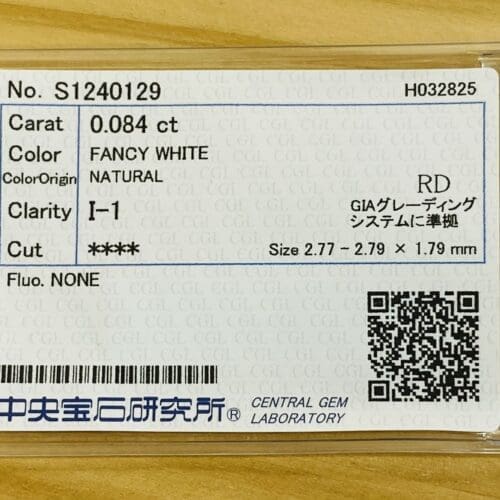 No. S1240129 H032825
Carat 0.084 ct
Color FANCY WHITE
ColorOrigin NATURAL RD
Clarity I-1 GIAグレーディング
システムに準拠
Cut **** Size 2.77 - 2.79 × 1.79 mm
Fluo. NONE
中央宝石研究所® CENTRAL GEM
LABORATORY